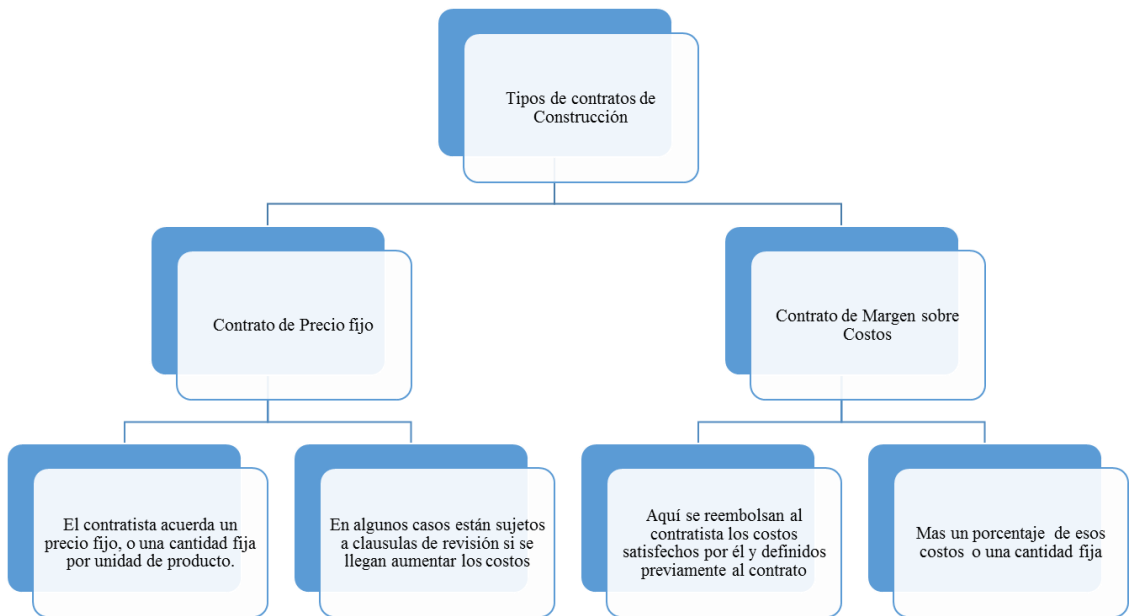 Tipos de contratos de
Construcción
Contrato de Precio fijo
Contrato de Margen sobre
Costos
El contratista acuerda un
precio fijo, o una cantidad fija
por unidad de producto.
En algunos casos están sujetos
a clausulas de revisión si se
llegan aumentar los costos
Aquí se reembolsan al
contratista los costos
satisfechos por él y definidos
previamente al contrato
Mas un porcentaje de esos
costos o una cantidad fija